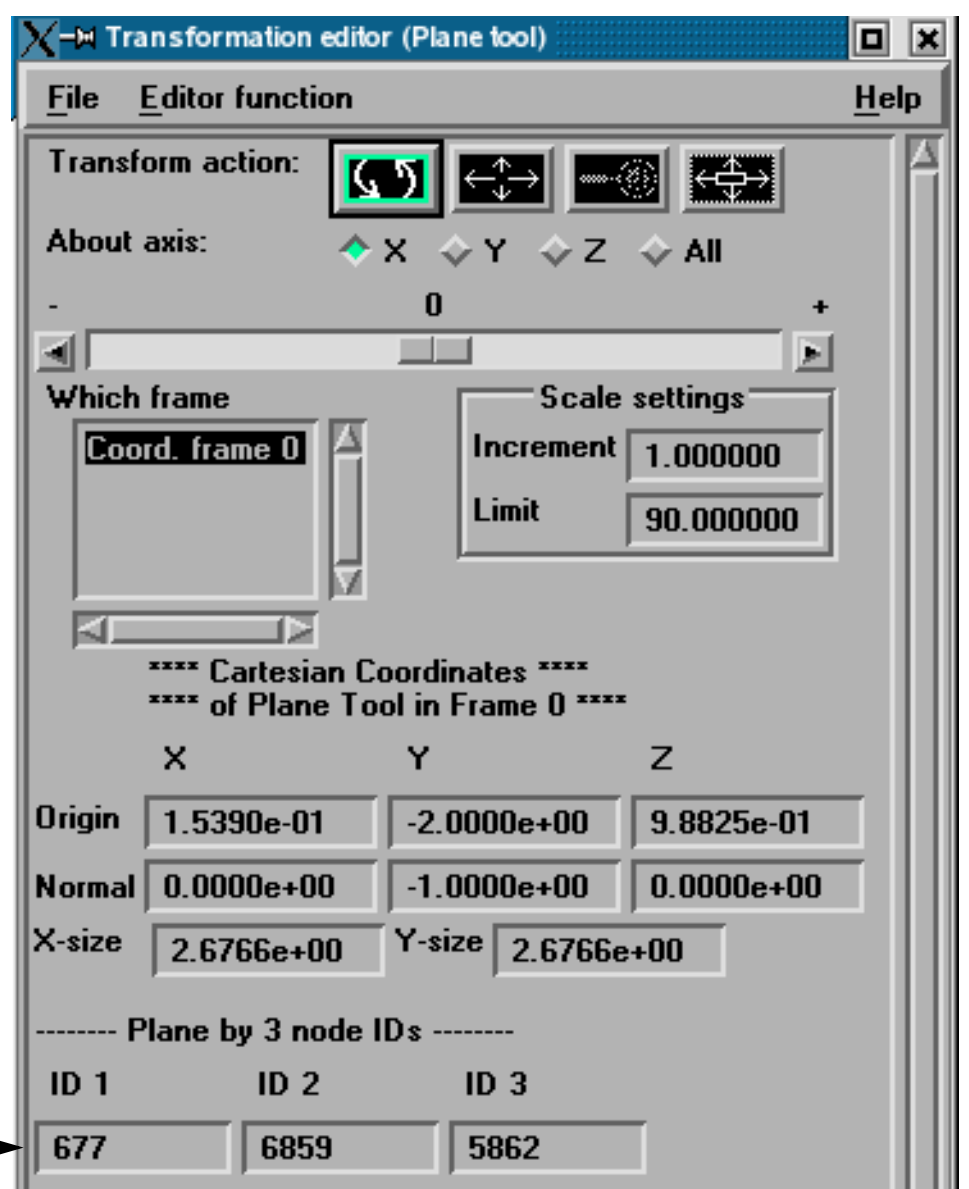 Transformation editor (Plane tool)
File Editor function Help
Transform action:
About axis: X Y Z All
- 0 +
Which frame
Scale settings
Coord. frame 0
Increment 1.000000
Limit 90.000000
**** Cartesian Coordinates ****
**** of Plane Tool in Frame 0 ****
X Y Z
Origin 1.5390e-01 -2.0000e+00 9.8825e-01
Normal 0.0000e+00 -1.0000e+00 0.0000e+00
X-size 2.6766e+00 Y-size 2.6766e+00
-------- Plane by 3 node IDs --------
ID 1 ID 2 ID 3
677 6859 5862